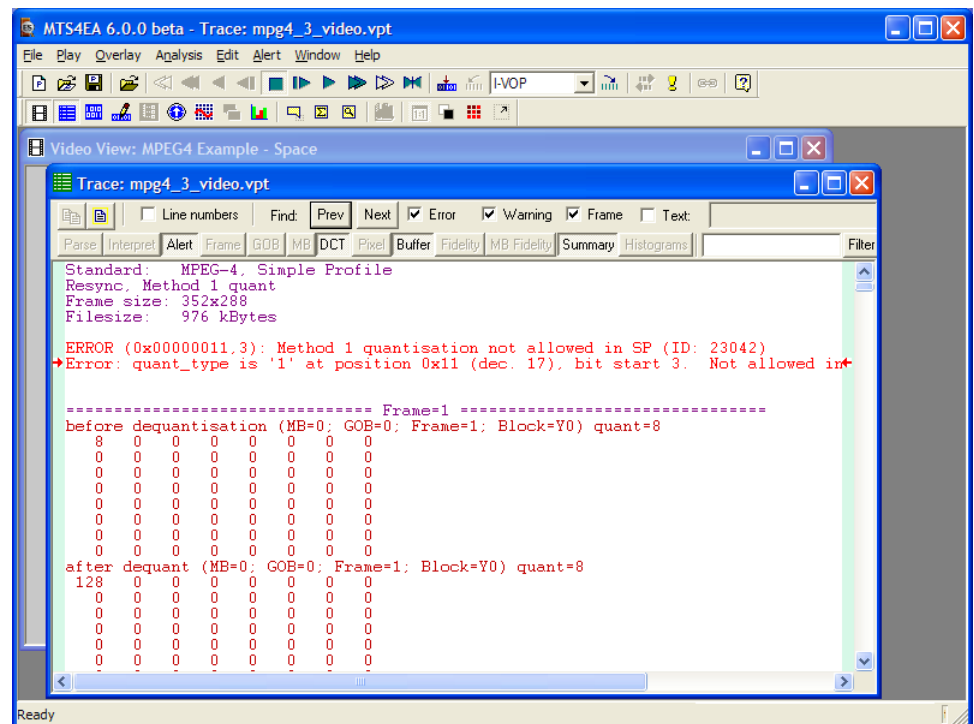 MTS4EA 6.0.0 beta - Trace: mpg4_3_video.vpt
File Play Overlay Analysis Edit Alert Window Help
I-VOP
Video View: MPEG4 Example - Space
Trace: mpg4_3_video.vpt
Line numbers Find: Prev Next Error Warning Frame Text:
Parse Interpret Alert Frame GOB MB DCT Pixel Buffer Fidelity MB Fidelity Summary Histograms Filter
Standard: MPEG-4, Simple Profile
Resync, Method 1 quant
Frame size: 352x288
Filesize: 976 kBytes
ERROR (0x00000011,3): Method 1 quantisation not allowed in SP (ID: 23042)
Error: quant_type is '1' at position 0x11 (dec. 17), bit start 3. Not allowed in
================================ Frame=1 ================================
before dequantisation (MB=0; GOB=0; Frame=1; Block=Y0) quant=8
8 0 0 0 0 0 0 0
0 0 0 0 0 0 0 0
0 0 0 0 0 0 0 0
0 0 0 0 0 0 0 0
0 0 0 0 0 0 0 0
0 0 0 0 0 0 0 0
0 0 0 0 0 0 0 0
0 0 0 0 0 0 0 0
after dequant (MB=0; GOB=0; Frame=1; Block=Y0) quant=8
128 0 0 0 0 0 0 0
0 0 0 0 0 0 0 0
0 0 0 0 0 0 0 0
0 0 0 0 0 0 0 0
0 0 0 0 0 0 0 0
0 0 0 0 0 0 0 0
Ready